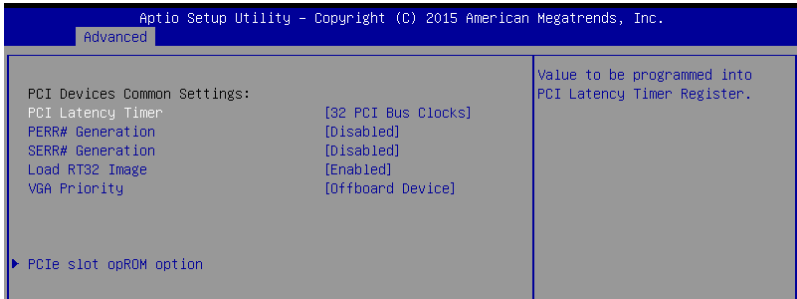 Aptio Setup Utility – Copyright (C) 2015 American Megatrends, Inc.
Advanced
PCI Devices Common Settings:
PCI Latency Timer [32 PCI Bus Clocks]
PERR# Generation [Disabled]
SERR# Generation [Disabled]
Load RT32 Image [Enabled]
VGA Priority [Offboard Device]
PCIe slot opROM option
Value to be programmed into
PCI Latency Timer Register.